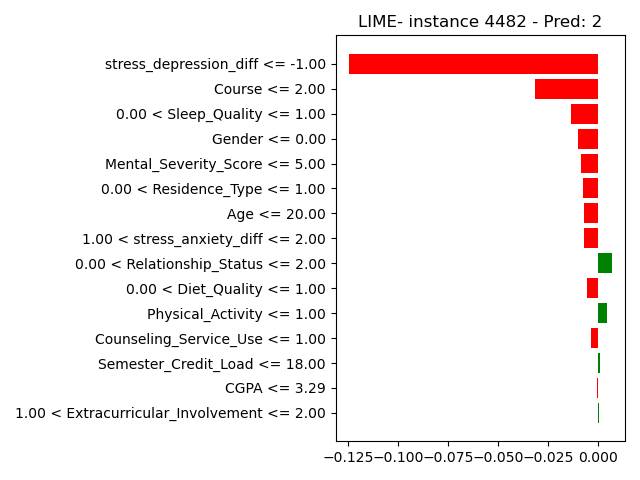 LIME- instance 4482 - Pred: 2
stress_depression_diff <= -1.00
Course <= 2.00
0.00 < Sleep_Quality <= 1.00
Gender <= 0.00
Mental_Severity_Score <= 5.00
0.00 < Residence_Type <= 1.00
Age <= 20.00
1.00 < stress_anxiety_diff <= 2.00
0.00 < Relationship_Status <= 2.00
0.00 < Diet_Quality <= 1.00
Physical_Activity <= 1.00
Counseling_Service_Use <= 1.00
Semester_Credit_Load <= 18.00
CGPA <= 3.29
1.00 < Extracurricular_Involvement <= 2.00
−0.125 −0.100 −0.075 −0.050 −0.025 0.000